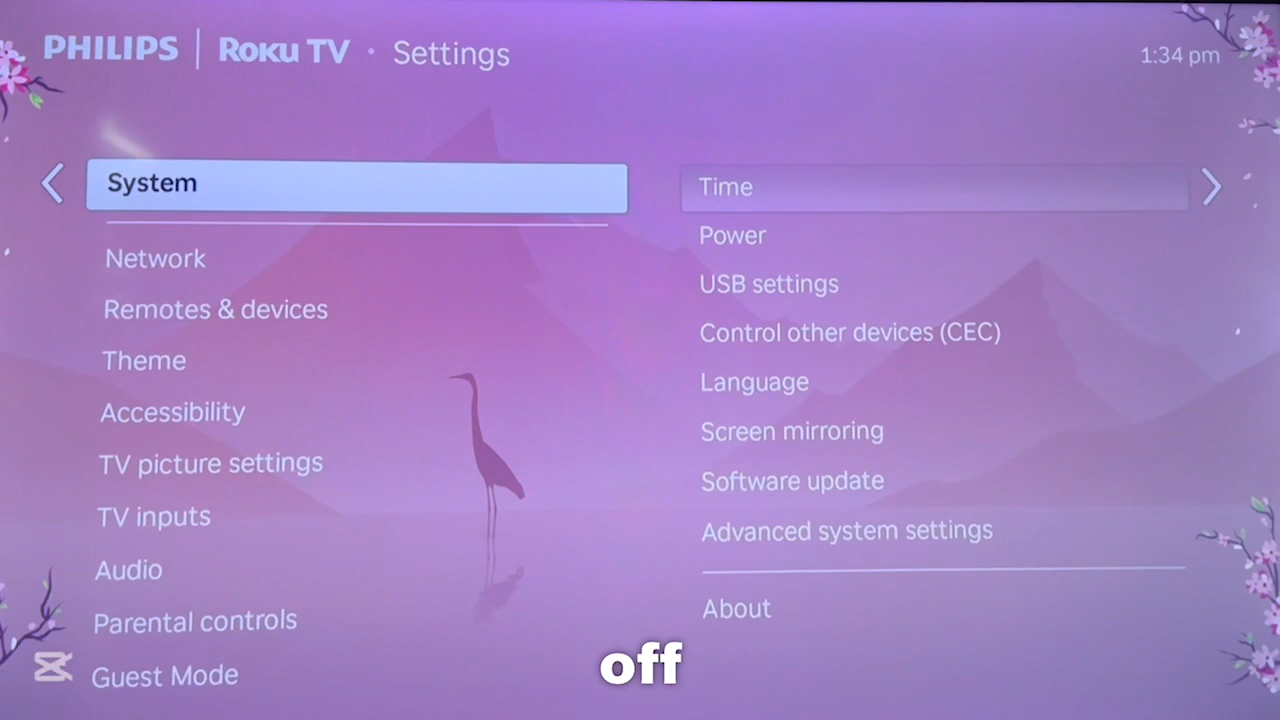 PHILIPS | Roku TV • Settings
1:34 pm
System
Network
Remotes & devices
Theme
Accessibility
TV picture settings
TV inputs
Audio
Parental controls
Guest Mode
Time
Power
USB settings
Control other devices (CEC)
Language
Screen mirroring
Software update
Advanced system settings
About
off